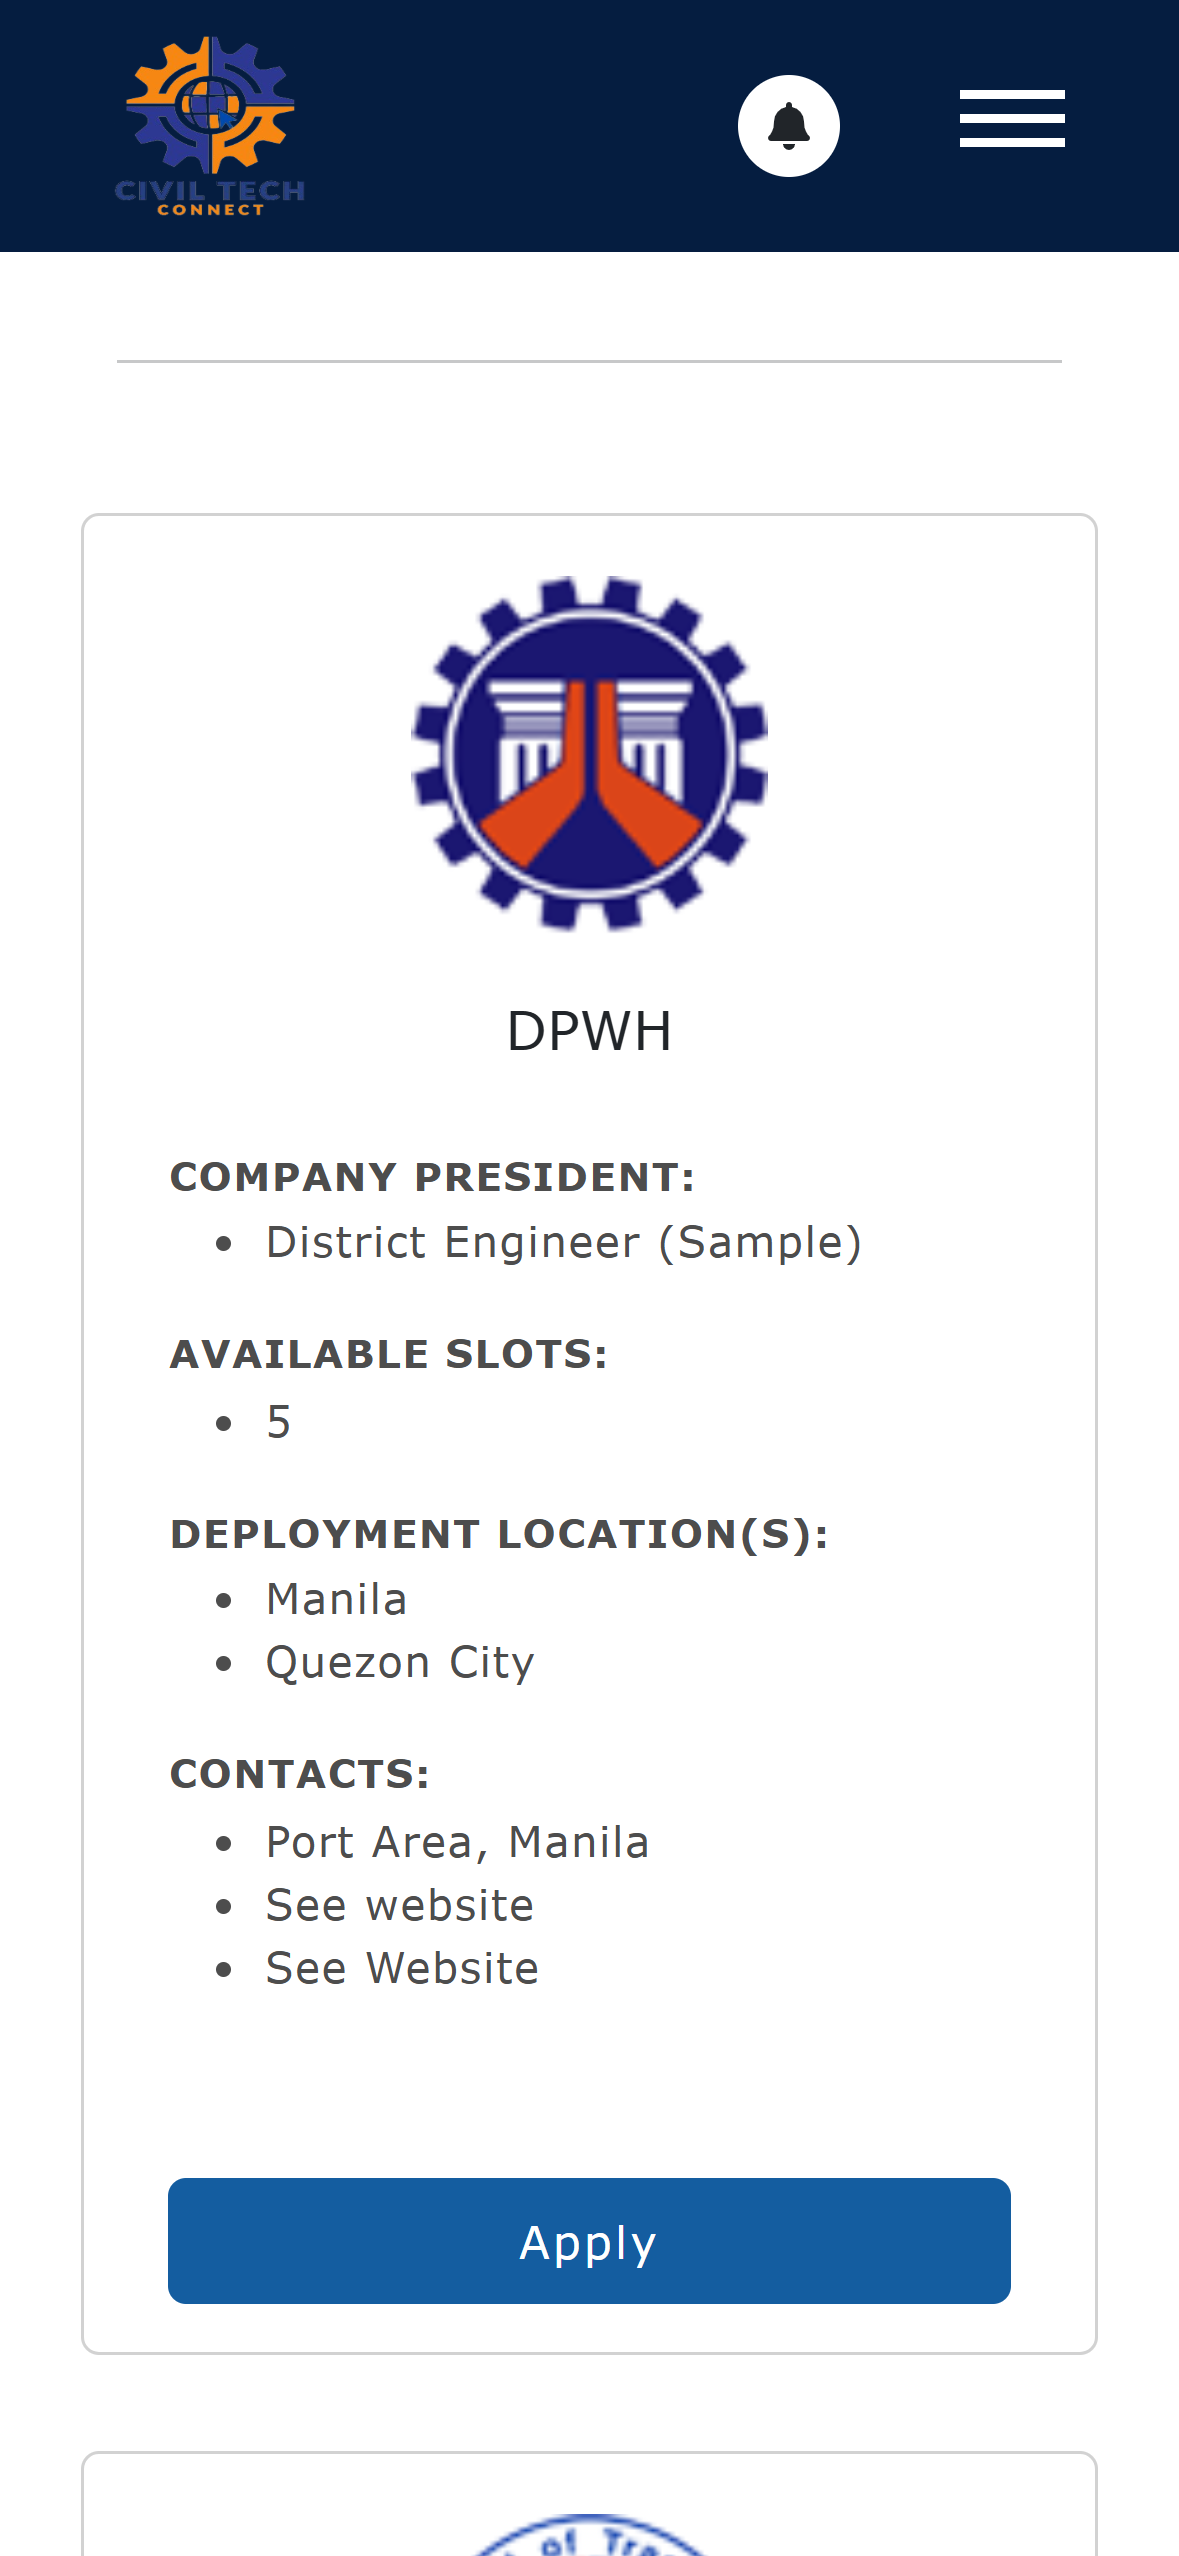 CIVIL TECH
CONNECT
DPWH
COMPANY PRESIDENT:
District Engineer (Sample)
AVAILABLE SLOTS:
5
DEPLOYMENT LOCATION(S):
Manila
Quezon City
CONTACTS:
Port Area, Manila
See website
See Website
Apply
of